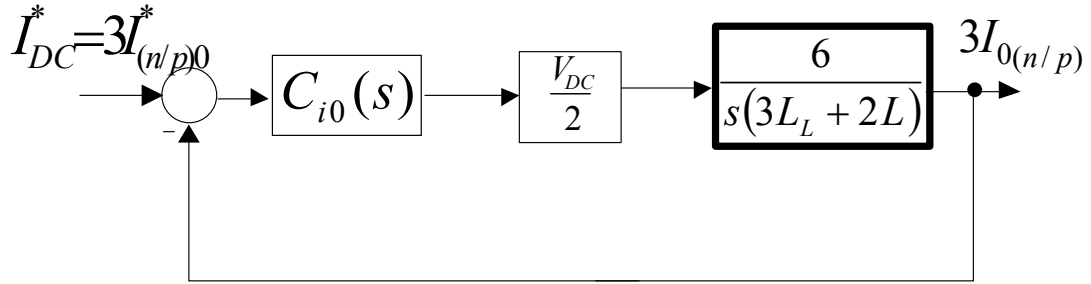 I*DC=3I*(n/p)0
Ci0(s)
VDC
2
6
s(3LL + 2L)
3I0(n/p)
-